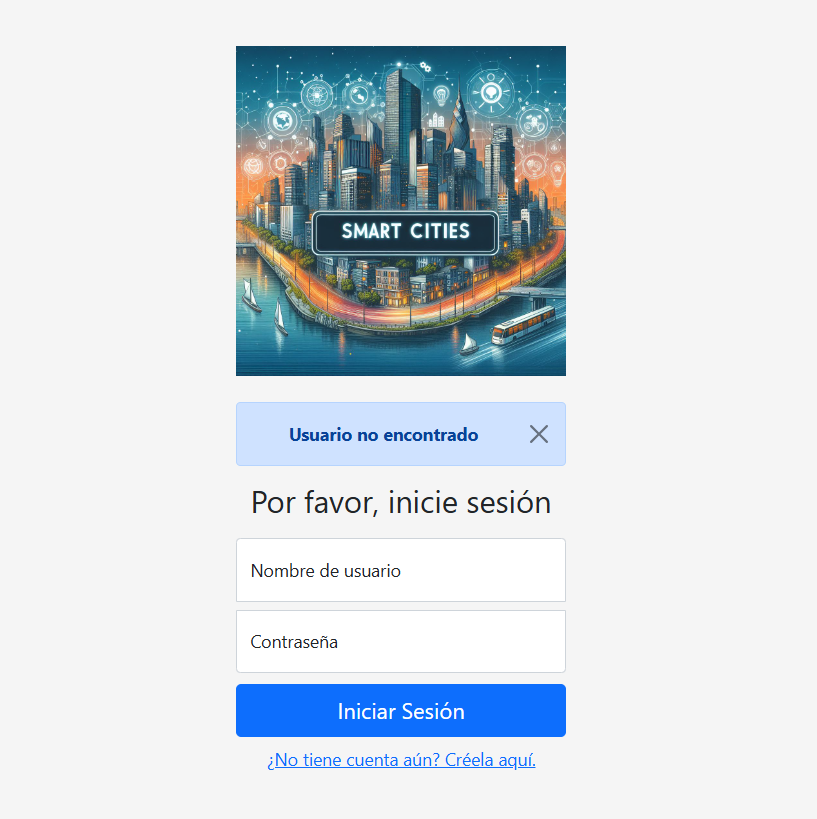 SMART CITIES
Usuario no encontrado
Por favor, inicie sesión
Nombre de usuario
Contraseña
Iniciar Sesión
¿No tiene cuenta aún? Créela aquí.